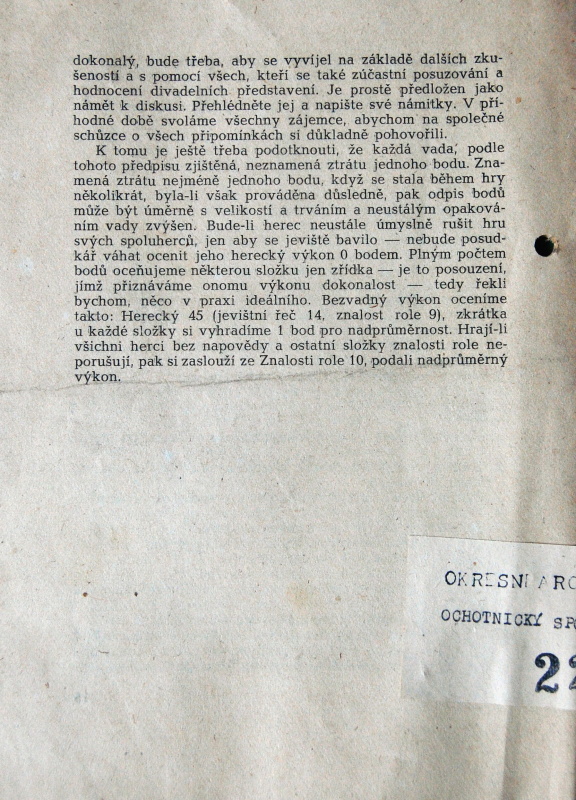 dokonalý, bude třeba, aby se vyvíjel na základě dalších zku-
šeností a s pomocí všech, kteří se také zúčastní posuzování a
hodnocení divadelních představení. Je prostě předložen jako
námět k diskusi. Přehlédněte jej a napište své námitky. V pří-
hodné době svoláme všechny zájemce, abychom na společné
schůzce o všech připomínkách si důkladně pohovořili.
K tomu je ještě třeba podotknouti, že každá vada, podle
tohoto předpisu zjištěná, neznamená ztrátu jednoho bodu. Zna-
mená ztrátu nejméně jednoho bodu, když se stala během hry
několikrát, byla-li však prováděna důsledně, pak odpis bodů
může být úměrně s velikostí a trváním a neustálým opaková-
ním vady zvýšen. Bude-li herec neustále úmyslně rušit hru
svých spoluherců, jen aby se jeviště bavilo — nebude posud-
kář váhat ocenit jeho herecký výkon 0 bodem. Plným počtem
bodů oceňujeme některou složku jen zřídka — je to posouzení,
jímž přiznáváme onomu výkonu dokonalost — tedy řekli
bychom, něco v praxi ideálního. Bezvadný výkon oceníme
takto: Herecký 45 (jevištní řeč 14, znalost role 9), zkrátka
u každé složky si vyhradíme 1 bod pro nadprůměrnost. Hrají-li
všichni herci bez napovědy a ostatní složky znalosti role ne-
porušují, pak si zaslouží ze Znalosti role 10, podali nadprůměrný
výkon.
OKRESNÍ ARC
OCHOTNICKÝ SPO
22